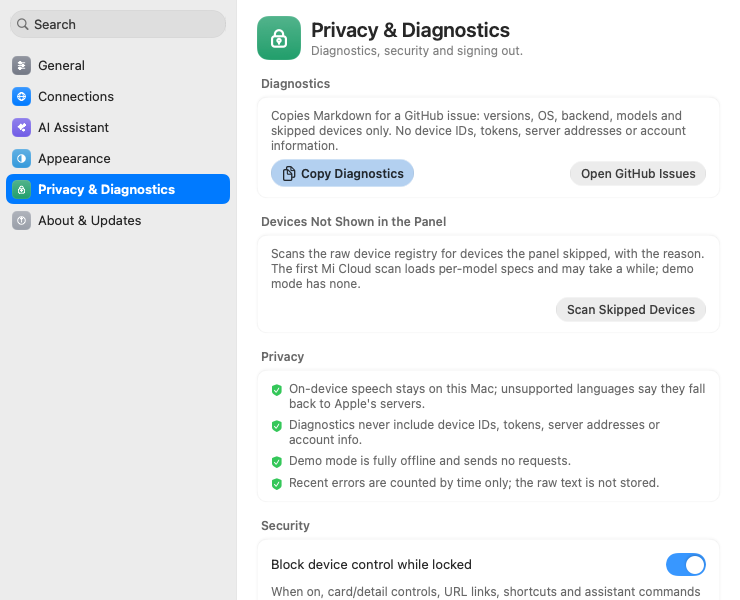 Search
General
Connections
AI Assistant
Appearance
Privacy & Diagnostics
About & Updates
Privacy & Diagnostics
Diagnostics, security and signing out.
Diagnostics
Copies Markdown for a GitHub issue: versions, OS, backend, models and
skipped devices only. No device IDs, tokens, server addresses or account
information.
Copy Diagnostics
Open GitHub Issues
Devices Not Shown in the Panel
Scans the raw device registry for devices the panel skipped, with the reason.
The first Mi Cloud scan loads per-model specs and may take a while; demo
mode has none.
Scan Skipped Devices
Privacy
On-device speech stays on this Mac; unsupported languages say they fall
back to Apple's servers.
Diagnostics never include device IDs, tokens, server addresses or
account info.
Demo mode is fully offline and sends no requests.
Recent errors are counted by time only; the raw text is not stored.
Security
Block device control while locked
When on, card/detail controls, URL links, shortcuts and assistant commands